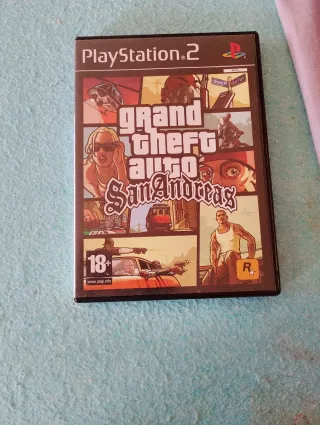 PlayStation 2
grand
theft
auto
San Andreas
18+
www.pegi.info
R